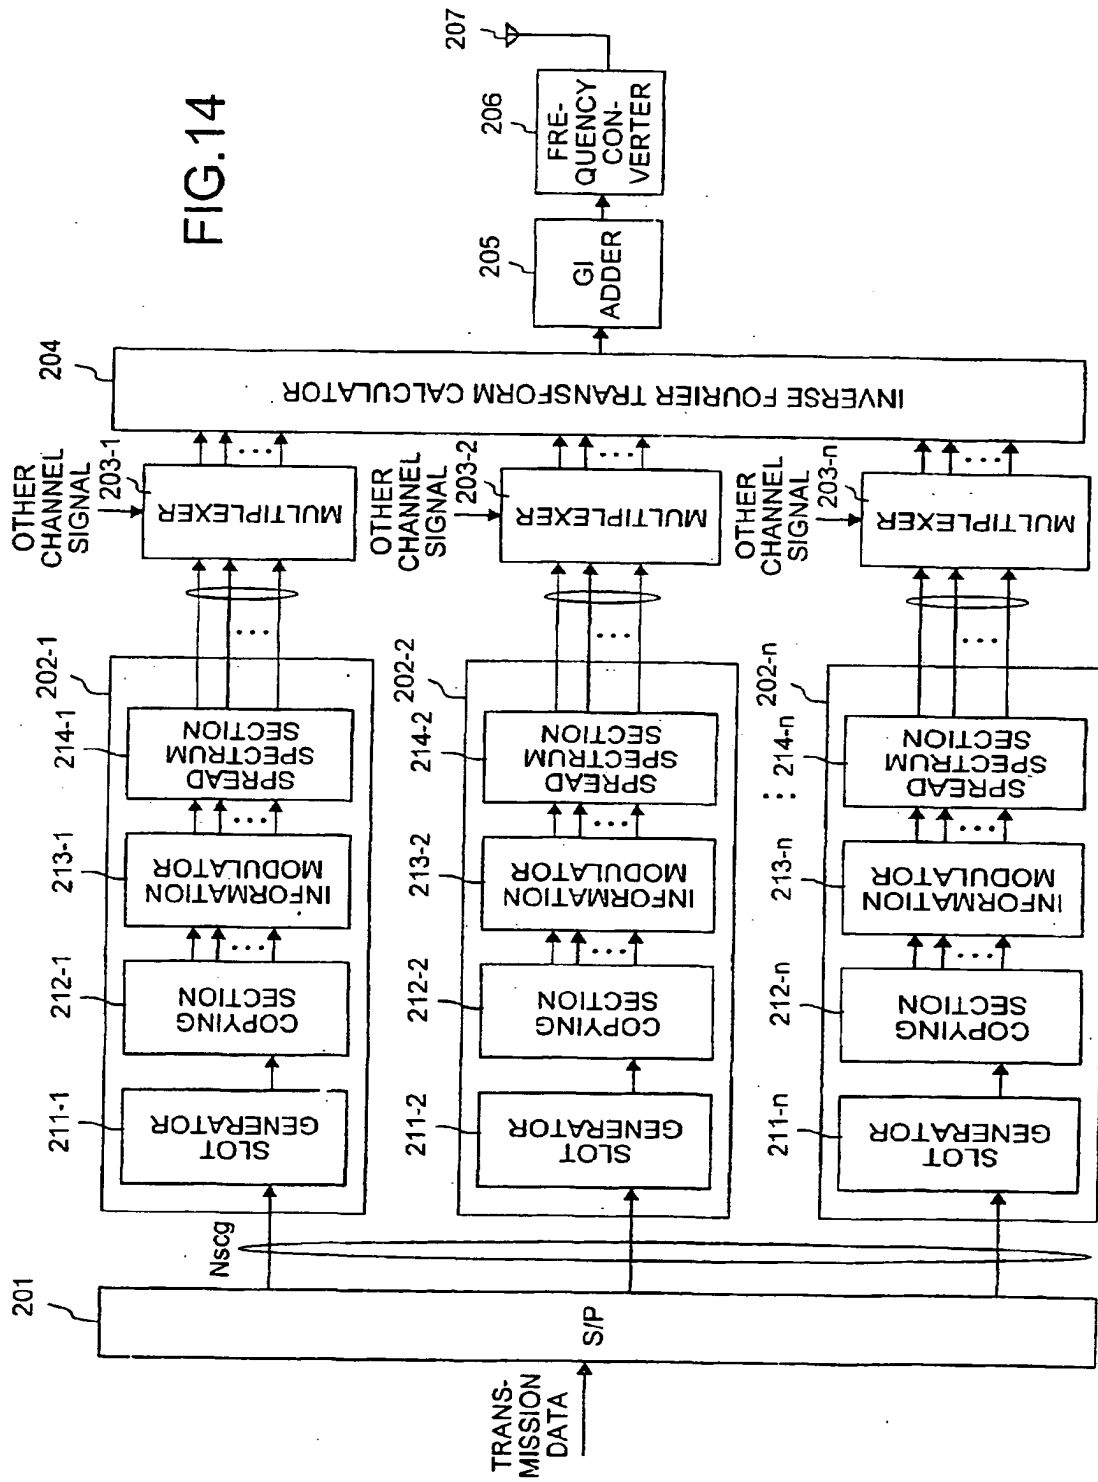 FIG.14
TRANS-
MISSION
DATA
201
S/P
Nscg
202-1
211-1
SLOT
GENERATOR
212-1
COPYING
SECTION
213-1
INFORMATION
MODULATOR
214-1
SPREAD
SPECTRUM
SECTION
OTHER
CHANNEL
SIGNAL
203-1
MULTIPLEXER
202-2
211-2
SLOT
GENERATOR
212-2
COPYING
SECTION
213-2
INFORMATION
MODULATOR
214-2
SPREAD
SPECTRUM
SECTION
OTHER
CHANNEL
SIGNAL
203-2
MULTIPLEXER
202-n
211-n
SLOT
GENERATOR
212-n
COPYING
SECTION
213-n
INFORMATION
MODULATOR
214-n
SPREAD
SPECTRUM
SECTION
OTHER
CHANNEL
SIGNAL
203-n
MULTIPLEXER
204
INVERSE FOURIER TRANSFORM CALCULATOR
205
GI
ADDER
206
FRE-
QUENCY
CON-
VERTER
207